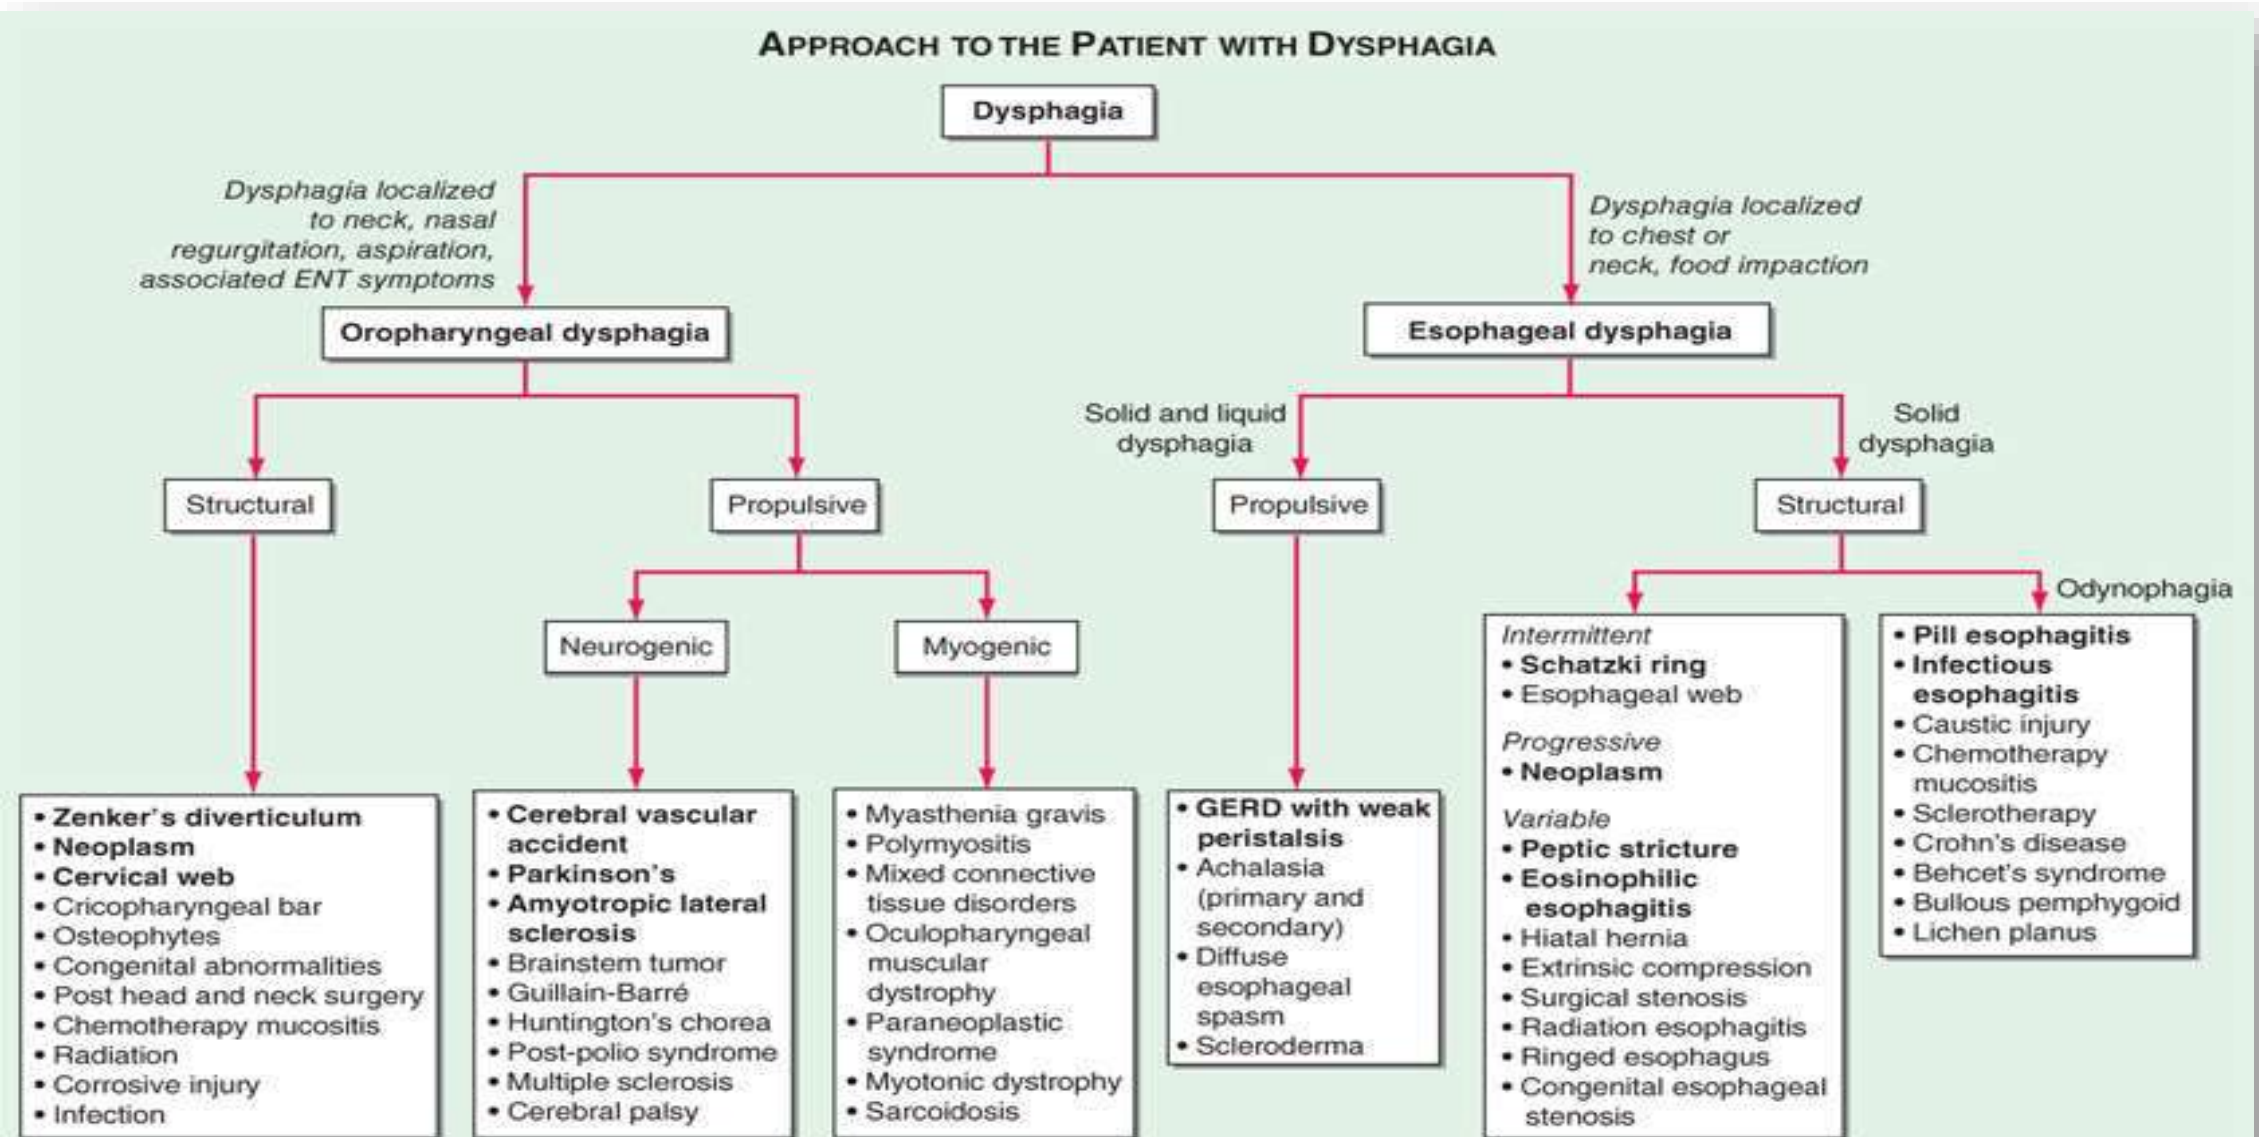 APPROACH TO THE PATIENT WITH DYSPHAGIA
Dysphagia
Dysphagia localized
to neck, nasal
regurgitation, aspiration,
associated ENT symptoms
Dysphagia localized
to chest or
neck, food impaction
Oropharyngeal dysphagia
Esophageal dysphagia
Solid and liquid
dysphagia
Solid
dysphagia
Structural
Propulsive
Propulsive
Structural
Neurogenic
Myogenic
Odynophagia
• Zenker's diverticulum
• Neoplasm
• Cervical web
• Cricopharyngeal bar
• Osteophytes
• Congenital abnormalities
• Post head and neck surgery
• Chemotherapy mucositis
• Radiation
• Corrosive injury
• Infection
• Cerebral vascular
accident
• Parkinson's
• Amyotropic lateral
sclerosis
• Brainstem tumor
• Guillain-Barré
• Huntington's chorea
• Post-polio syndrome
• Multiple sclerosis
• Cerebral palsy
• Myasthenia gravis
• Polymyositis
• Mixed connective
tissue disorders
• Oculopharyngeal
muscular
dystrophy
• Paraneoplastic
syndrome
• Myotonic dystrophy
• Sarcoidosis
• GERD with weak
peristalsis
• Achalasia
(primary and
secondary)
• Diffuse
esophageal
spasm
• Scleroderma
Intermittent
• Schatzki ring
• Esophageal web
Progressive
• Neoplasm
Variable
• Peptic stricture
• Eosinophilic
esophagitis
• Hiatal hernia
• Extrinsic compression
• Surgical stenosis
• Radiation esophagitis
• Ringed esophagus
• Congenital esophageal
stenosis
• Pill esophagitis
• Infectious
esophagitis
• Caustic injury
• Chemotherapy
mucositis
• Sclerotherapy
• Crohn's disease
• Behcet's syndrome
• Bullous pemphygoid
• Lichen planus